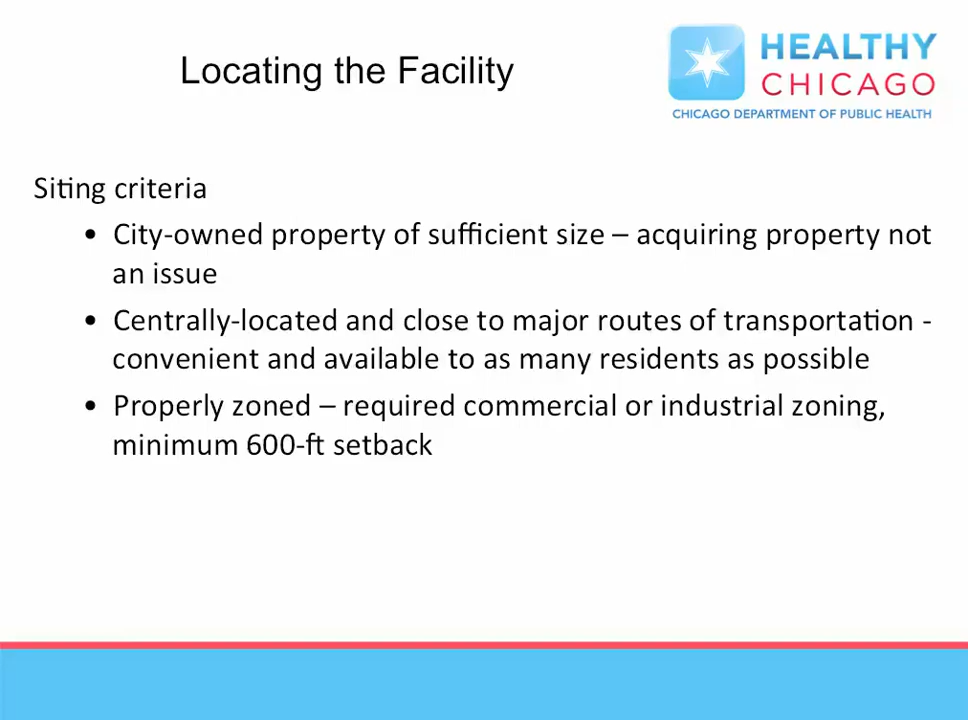 Locating the Facility
HEALTHY
CHICAGO
CHICAGO DEPARTMENT OF PUBLIC HEALTH
Siting criteria
• City-owned property of sufficient size – acquiring property not
an issue
• Centrally-located and close to major routes of transportation -
convenient and available to as many residents as possible
• Properly zoned – required commercial or industrial zoning,
minimum 600-ft setback